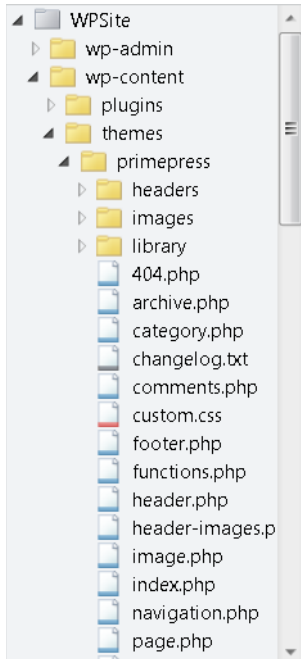 WPSite
wp-admin
wp-content
plugins
themes
primepress
headers
images
library
404.php
archive.php
category.php
changelog.txt
comments.php
custom.css
footer.php
functions.php
header.php
header-images.p
image.php
index.php
navigation.php
page.php